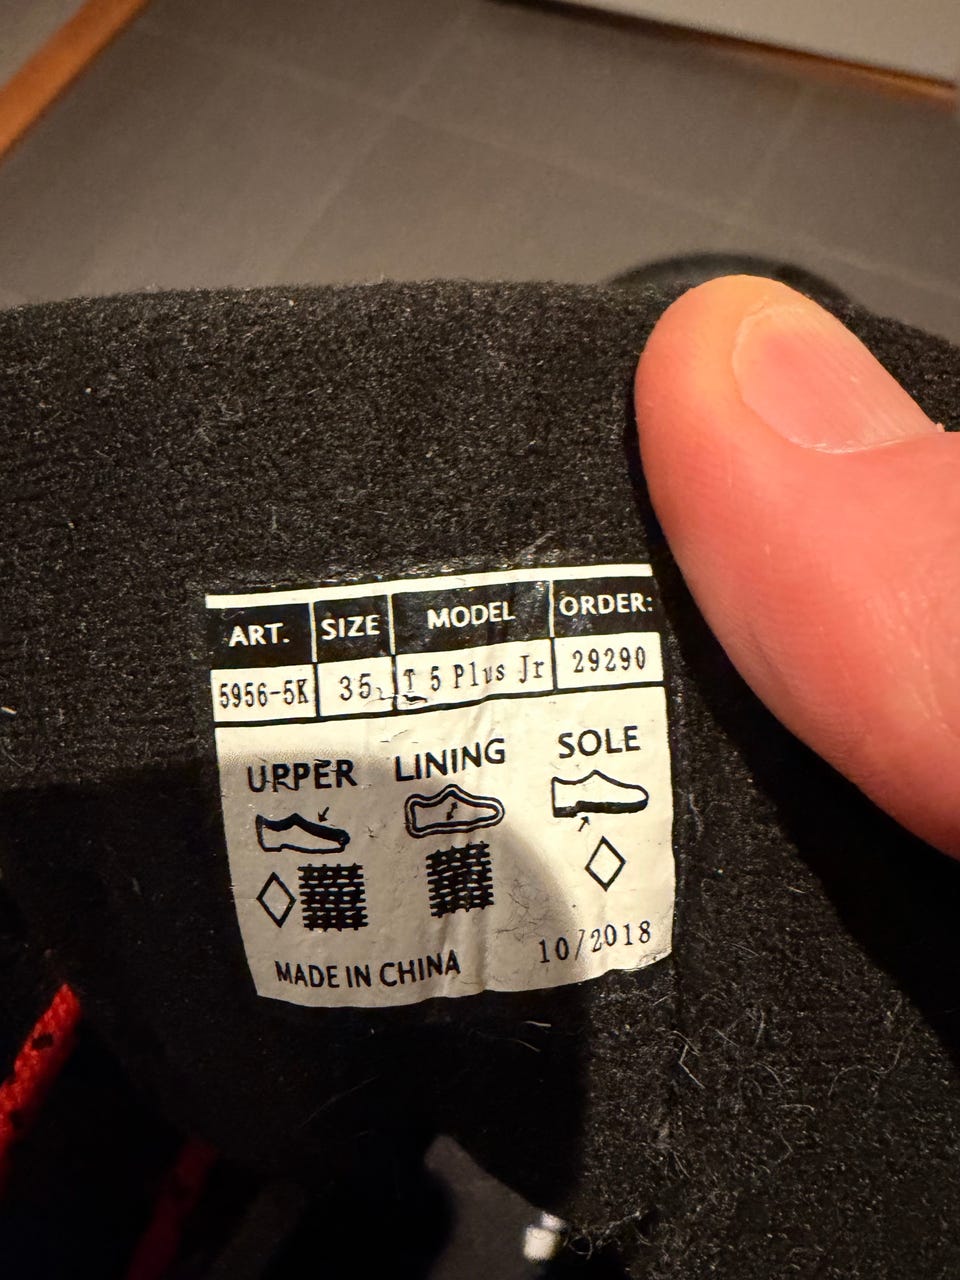 ART. SIZE MODEL ORDER:
5956-5K 35 T 5 Plus Jr 29290
UPPER LINING SOLE
10/2018
MADE IN CHINA